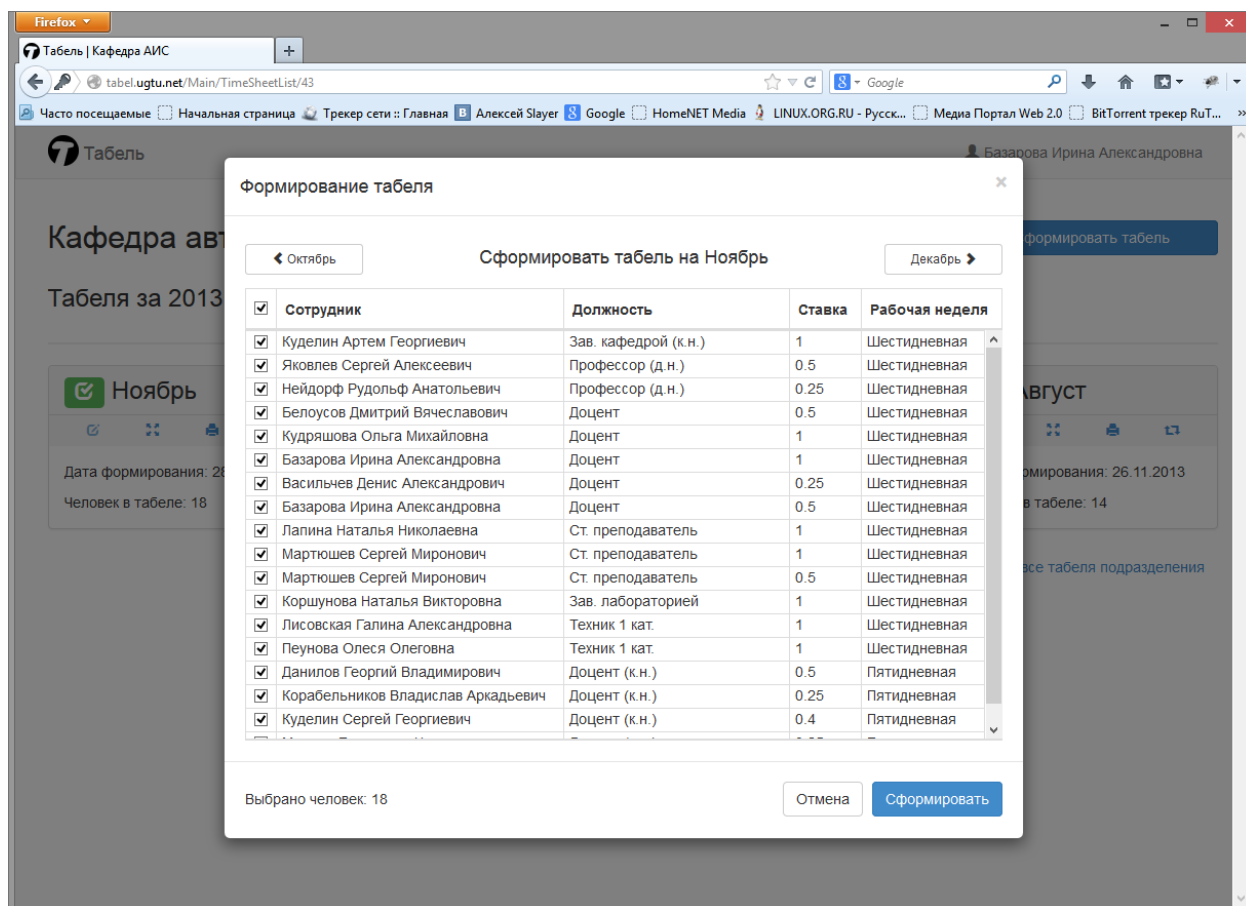 Firefox
Табель | Кафедра АИС
tabel.ugtu.net/Main/TimeSheetList/43
Google
Часто посещаемые Начальная страница Трекер сети :: Главная Алексей Slayer Google HomeNET Media LINUX.ORG.RU - Русск... Медиа Портал Web 2.0 BitTorrent трекер RuT...
Табель
Базарова Ирина Александровна
Формирование табеля
Кафедра авт
формировать табель
Октябрь
Сформировать табель на Ноябрь
Декабрь
Табеля за 2013
Сотрудник Должность Ставка Рабочая неделя
Куделин Артем Георгиевич Зав. кафедрой (к.н.) 1 Шестидневная
Яковлев Сергей Алексеевич Профессор (д.н.) 0.5 Шестидневная
Нейдорф Рудольф Анатольевич Профессор (д.н.) 0.25 Шестидневная
Белоусов Дмитрий Вячеславович Доцент 0.5 Шестидневная
Кудряшова Ольга Михайловна Доцент 1 Шестидневная
Базарова Ирина Александровна Доцент 1 Шестидневная
Васильчев Денис Александрович Доцент 0.25 Шестидневная
Базарова Ирина Александровна Доцент 0.5 Шестидневная
Лапина Наталья Николаевна Ст. преподаватель 1 Шестидневная
Мартюшев Сергей Миронович Ст. преподаватель 1 Шестидневная
Мартюшев Сергей Миронович Ст. преподаватель 0.5 Шестидневная
Коршунова Наталья Викторовна Зав. лабораторией 1 Шестидневная
Лисовская Галина Александровна Техник 1 кат. 1 Шестидневная
Пеунова Олеся Олеговна Техник 1 кат. 1 Шестидневная
Данилов Георгий Владимирович Доцент (к.н.) 0.5 Пятидневная
Корабельников Владислав Аркадьевич Доцент (к.н.) 0.25 Пятидневная
Куделин Сергей Георгиевич Доцент (к.н.) 0.4 Пятидневная
Ноябрь
Дата формирования: 28
Человек в табеле: 18
Август
рмирования: 26.11.2013
в табеле: 14
все табеля подразделения
Выбрано человек: 18
Отмена
Сформировать